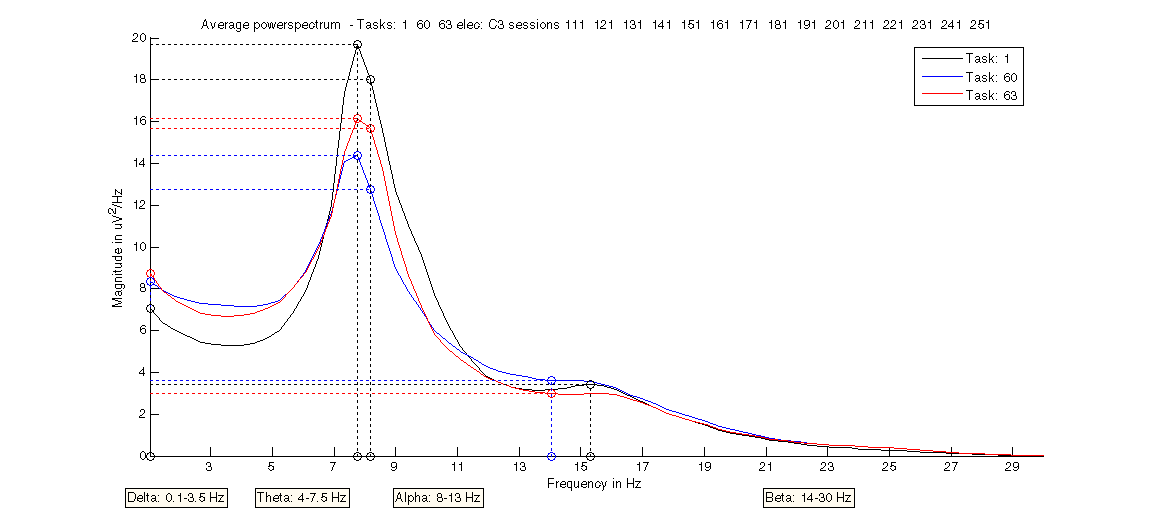 Average powerspectrum - Tasks: 1 60 63 elec: C3 sessions 111 121 131 141 151 161 171 181 191 201 211 221 231 241 251
Task: 1
Task: 60
Task: 63
20
18
16
14
12
10
8
6
4
2
0
Magnitude in uV²/Hz
3 5 7 9 11 13 15 17 19 21 23 25 27 29
Frequency in Hz
Delta: 0.1-3.5 Hz Theta: 4-7.5 Hz Alpha: 8-13 Hz Beta: 14-30 Hz